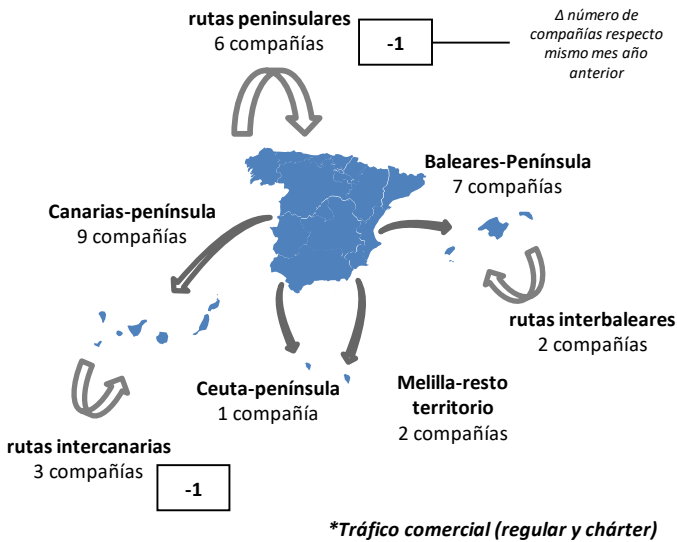 rutas peninsulares
6 compañías
-1
Δ número de
compañías respecto
mismo mes año
anterior
Baleares-Península
7 compañías
Canarias-península
9 compañías
rutas interbaleares
2 compañías
Ceuta-península
1 compañía
Melilla-resto
territorio
2 compañías
rutas intercanarias
3 compañías
-1
*Tráfico comercial (regular y chárter)